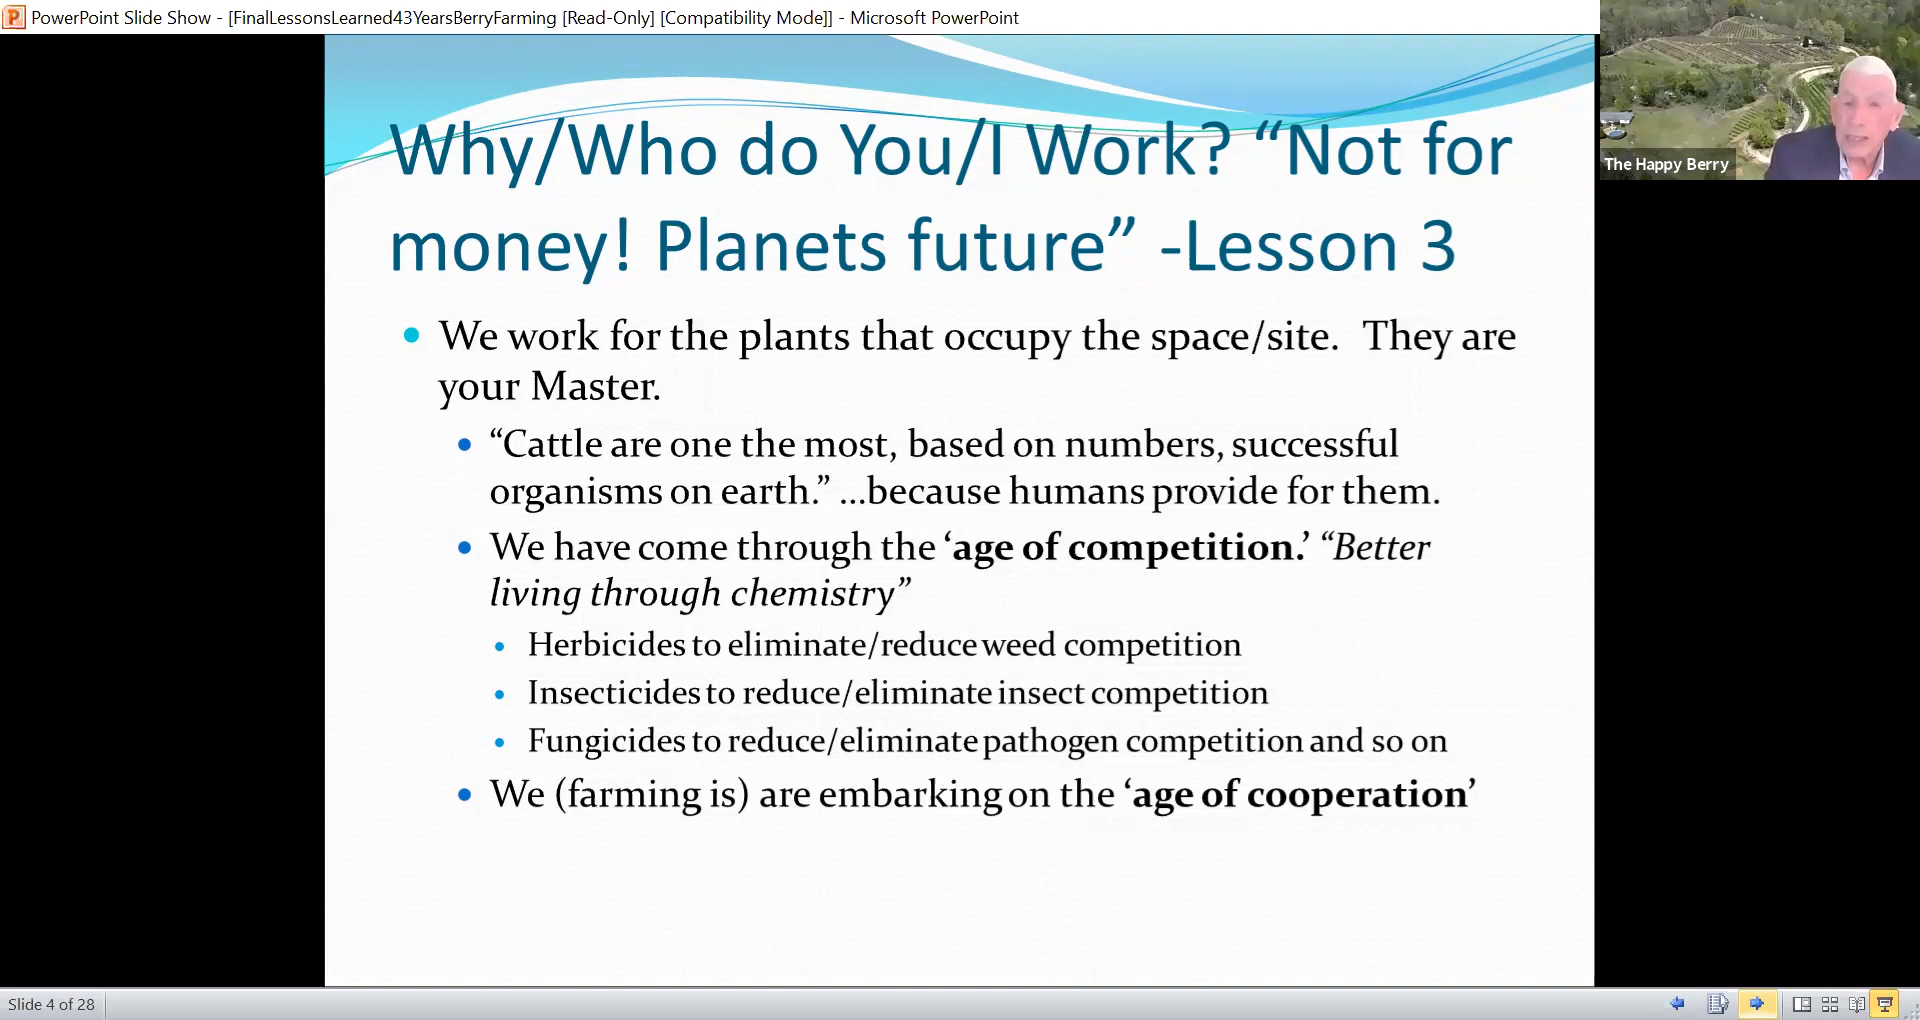 PowerPoint Slide Show - [FinalLessonsLearned43YearsBerryFarming [Read-Only] [Compatibility Mode]] - Microsoft PowerPoint
The Happy Berry
Why/Who do You/I Work? “Not for
money! Planets future” -Lesson 3
• We work for the plants that occupy the space/site. They are
your Master.
• “Cattle are one the most, based on numbers, successful
organisms on earth.” …because humans provide for them.
• We have come through the ‘age of competition.’ “Better
living through chemistry”
• Herbicides to eliminate/reduce weed competition
• Insecticides to reduce/eliminate insect competition
• Fungicides to reduce/eliminate pathogen competition and so on
• We (farming is) are embarking on the ‘age of cooperation’
Slide 4 of 28